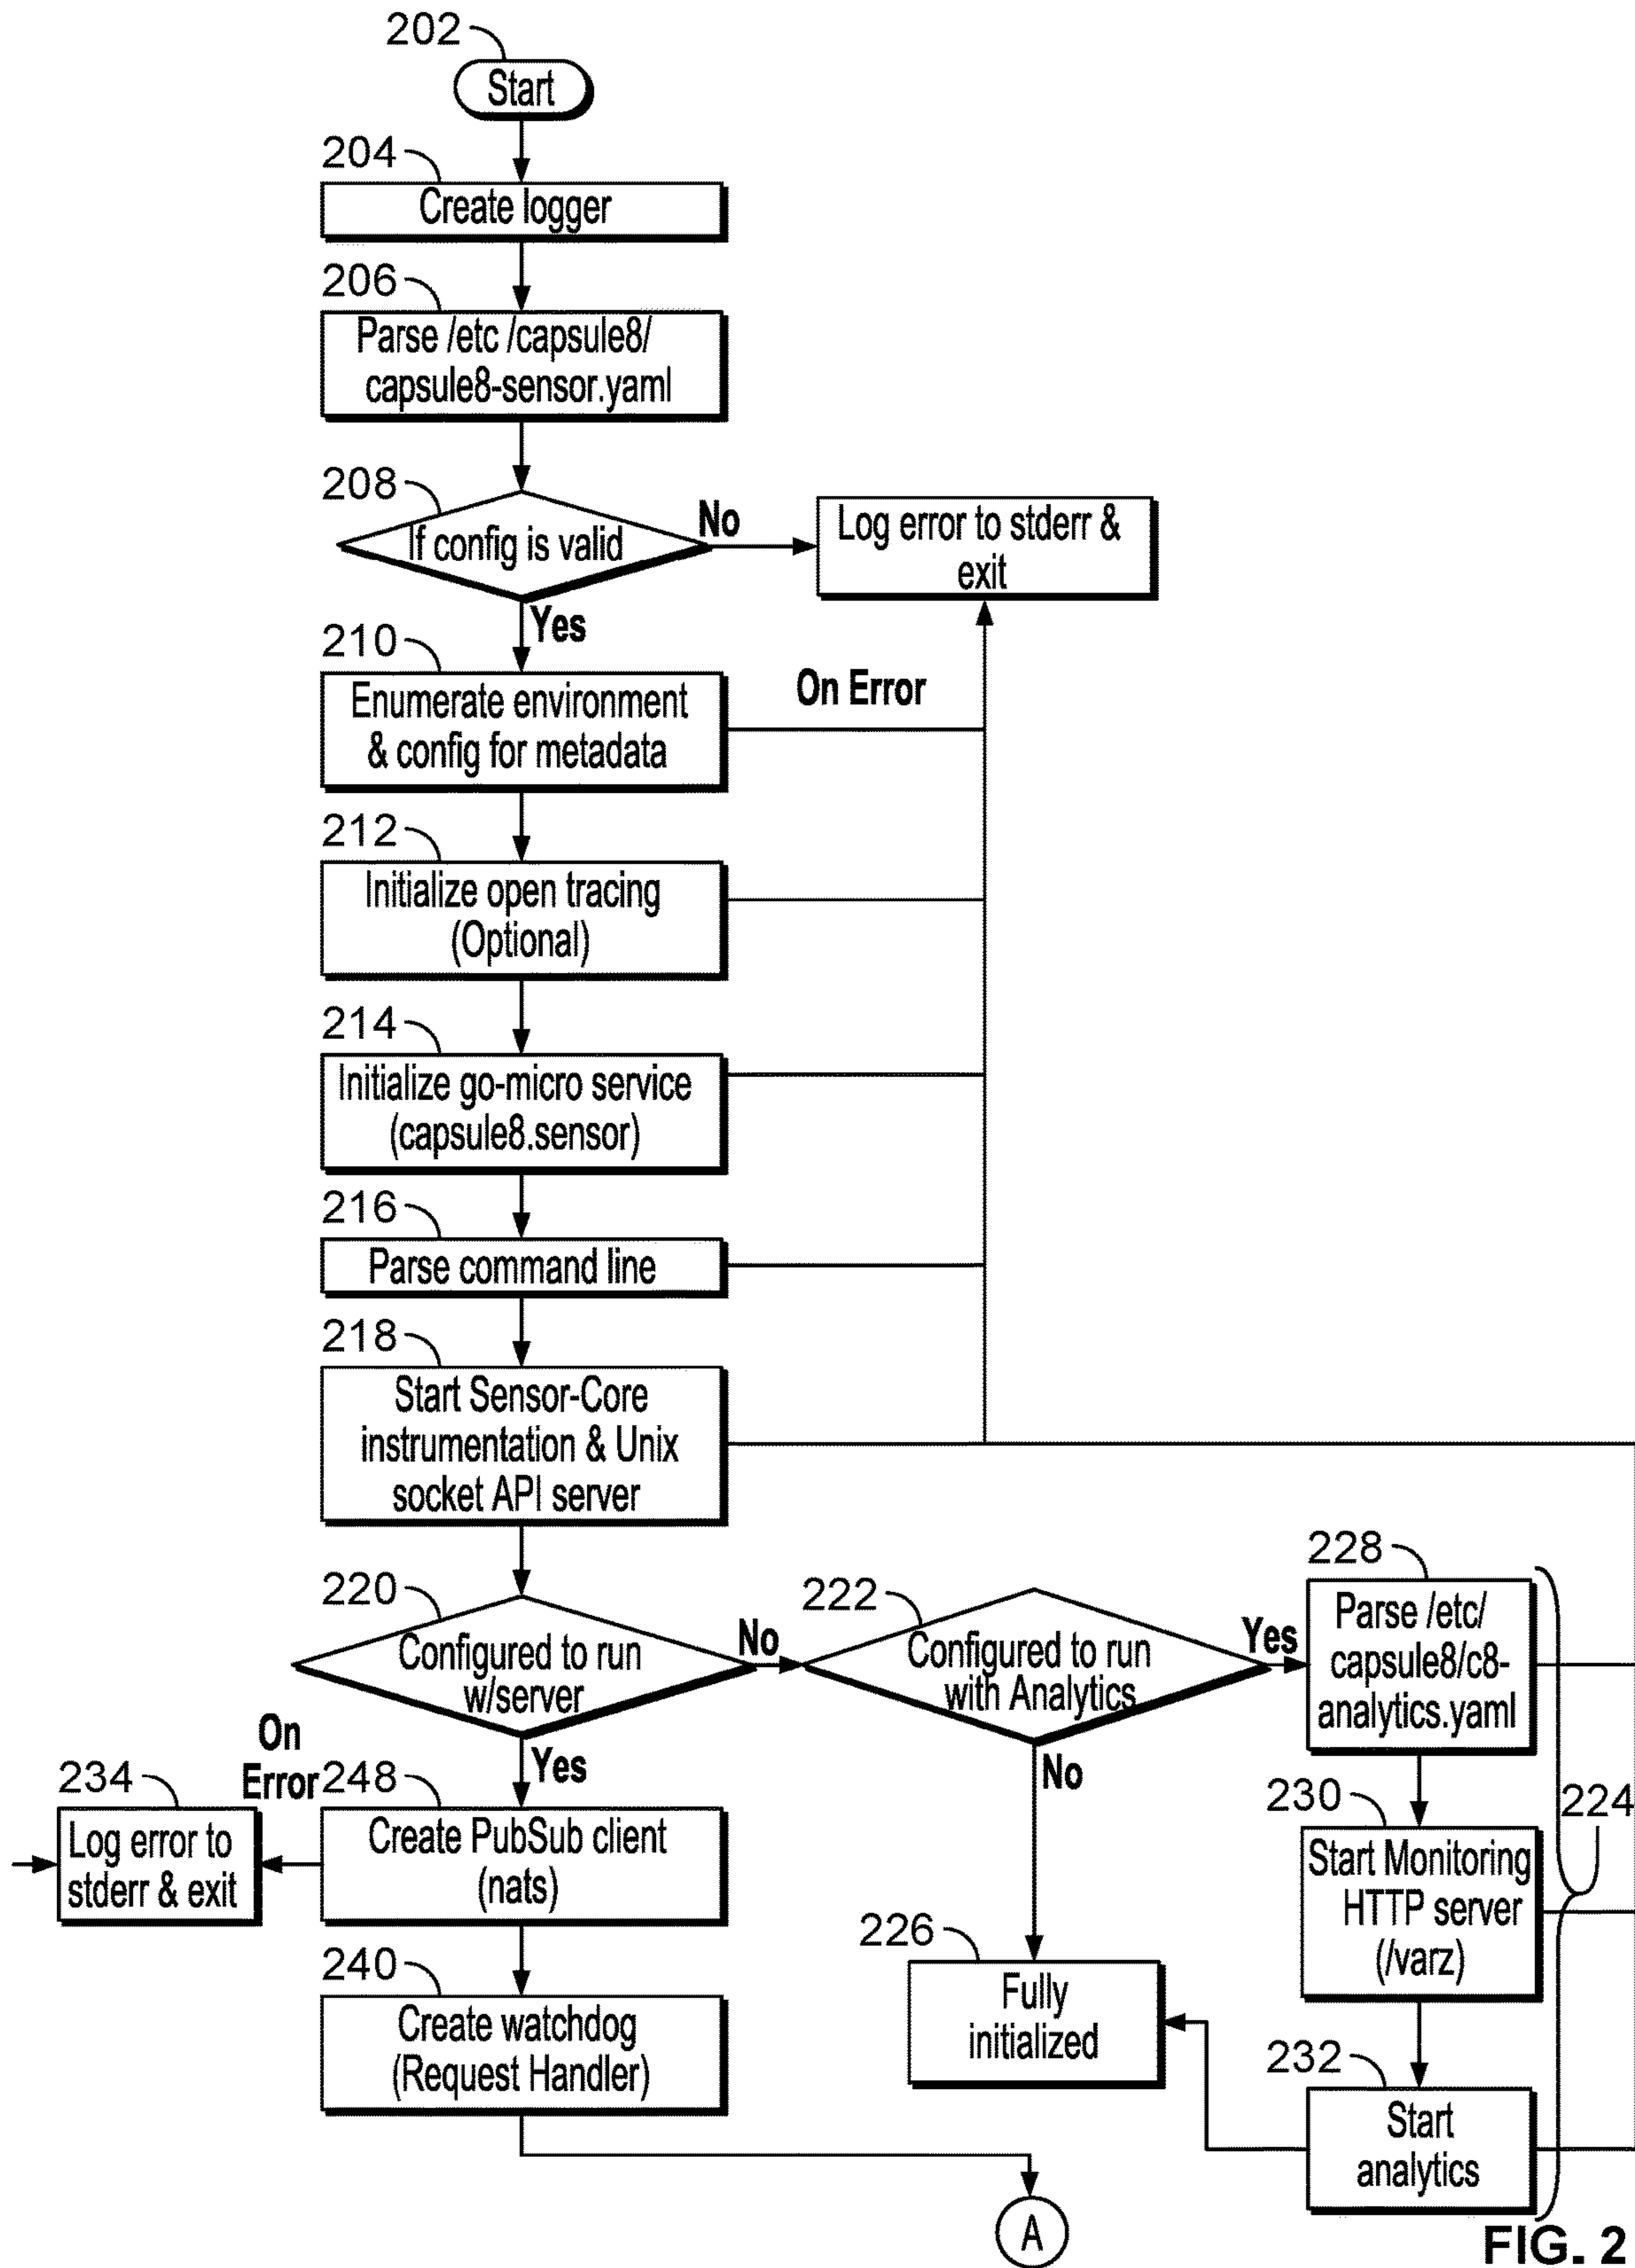 202
Start
204
Create logger
206
Parse /etc /capsule8/
capsule8-sensor.yaml
208
If config is valid
No
Log error to stderr &
exit
Yes
210
Enumerate environment
& config for metadata
On Error
212
Initialize open tracing
(Optional)
214
Initialize go-micro service
(capsule8.sensor)
216
Parse command line
218
Start Sensor-Core
instrumentation & Unix
socket API server
220
Configured to run
w/server
No
222
Configured to run
with Analytics
Yes
228
Parse /etc/
capsule8/c8-
analytics.yaml
On
Error
234
Log error to
stderr & exit
Yes
248
Create PubSub client
(nats)
No
230
Start Monitoring
HTTP server
(/varz)
224
240
Create watchdog
(Request Handler)
226
Fully
initialized
232
Start
analytics
A
FIG. 2